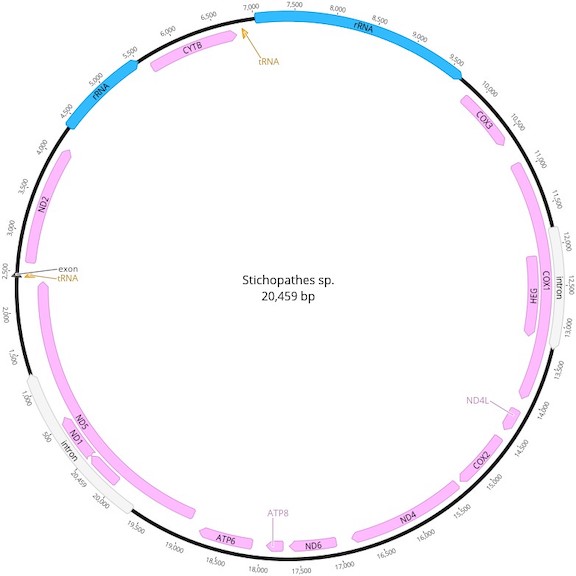 Stichopathes sp.
20,459 bp
7,000
7,500
8,000
8,500
9,000
9,500
10,000
10,500
11,000
11,500
12,000
12,500
13,000
13,500
14,000
14,500
15,000
15,500
16,000
16,500
17,000
17,500
18,000
18,500
19,000
19,500
20,000
20,459
500
1,000
1,500
2,000
2,500
3,000
3,500
4,000
4,500
5,000
5,500
6,000
6,500
rRNA
COX3
COX1
intron
HEG
ND4L
COX2
ND4
ND6
ATP8
ATP6
ND5
ND1
intron
tRNA
exon
ND2
rRNA
CYTB
tRNA